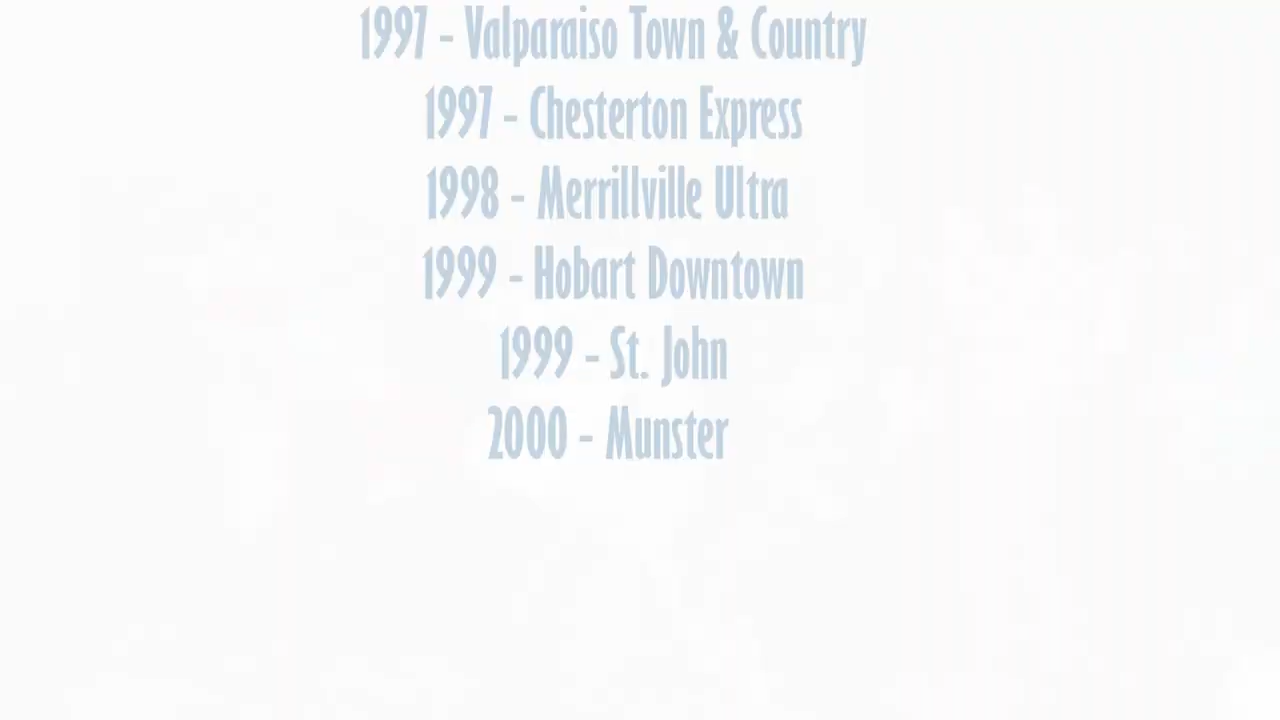 1997 - Valparaiso Town & Country
1997 - Chesterton Express
1998 - Merrillville Ultra
1999 - Hobart Downtown
1999 - St. John
2000 - Munster